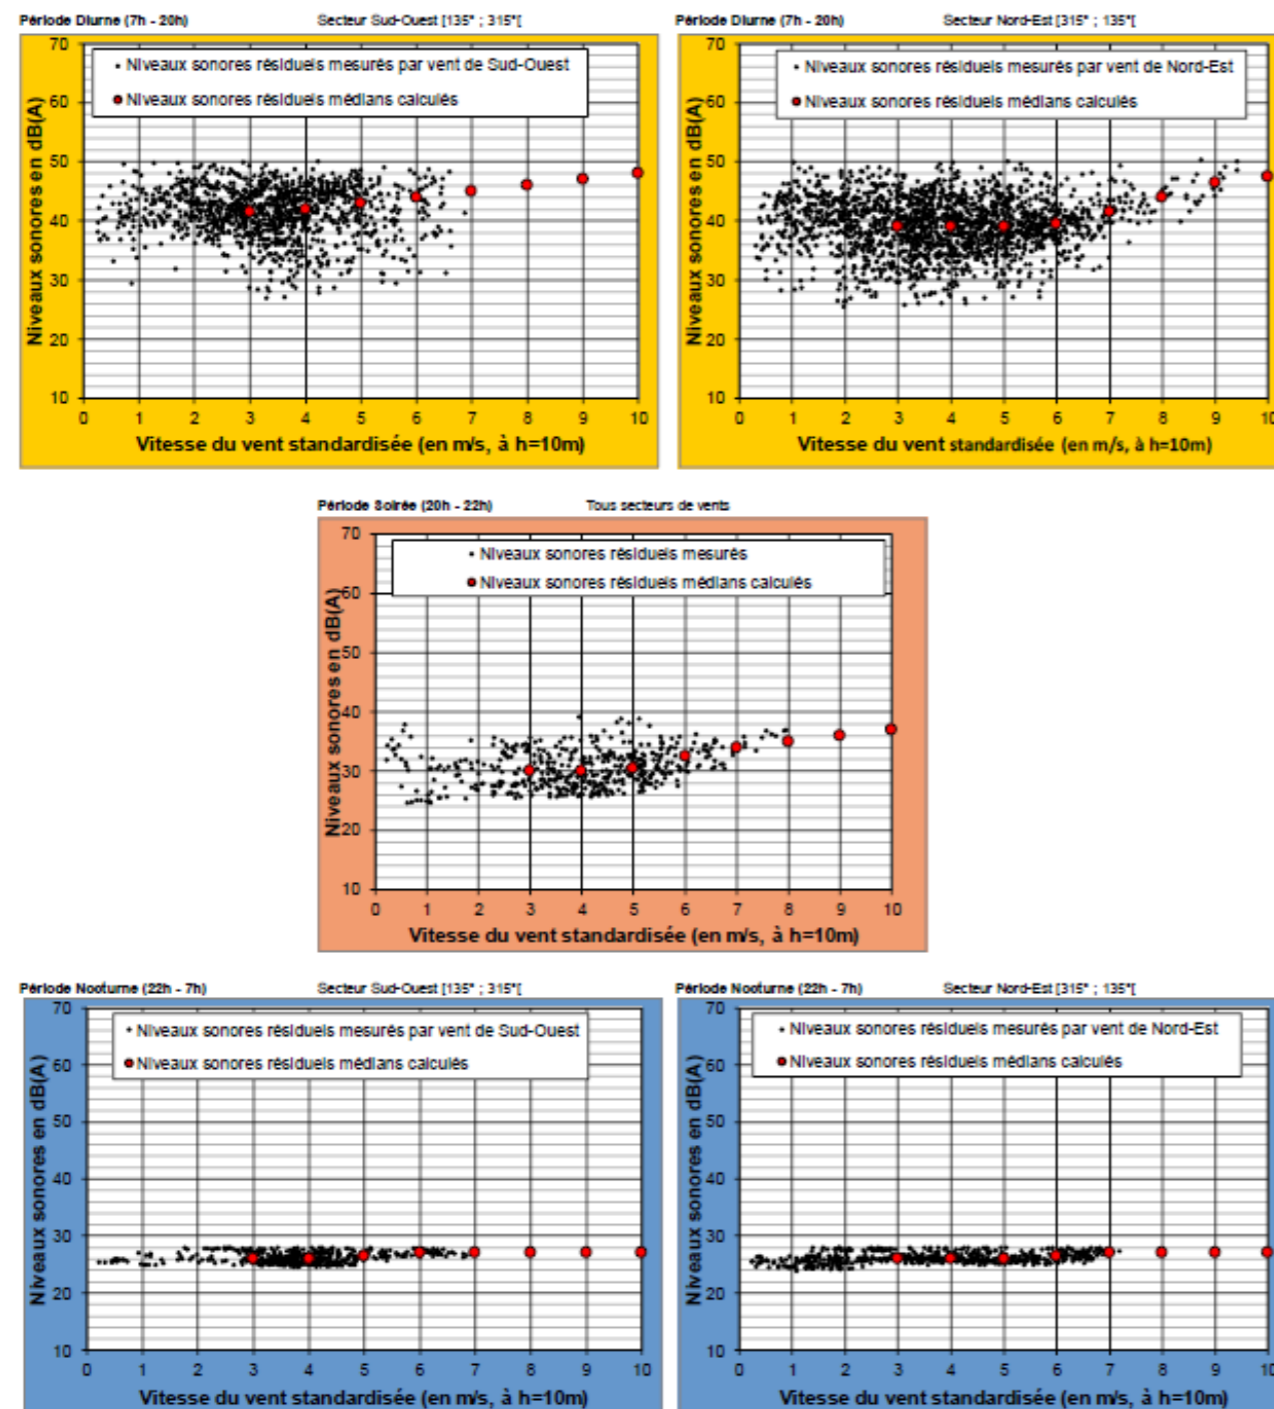 Période Diurne (7h - 20h) Secteur Sud-Ouest [135° ; 315°[
70
60
50
40
30
20
10
Niveaux sonores en dB(A)
Niveaux sonores résiduels mesurés par vent de Sud-Ouest
Niveaux sonores résiduels médians calculés
0 1 2 3 4 5 6 7 8 9 10
Vitesse du vent standardisée (en m/s, à h=10m)
Période Diurne (7h - 20h) Secteur Nord-Est [315° ; 135°[
70
60
50
40
30
20
10
Niveaux sonores en dB(A)
Niveaux sonores résiduels mesurés par vent de Nord-Est
Niveaux sonores résiduels médians calculés
0 1 2 3 4 5 6 7 8 9 10
Vitesse du vent standardisée (en m/s, à h=10m)
Période Soirée (20h - 22h) Tous secteurs de vents
70
60
50
40
30
20
10
Niveaux sonores en dB(A)
Niveaux sonores résiduels mesurés
Niveaux sonores résiduels médians calculés
0 1 2 3 4 5 6 7 8 9 10
Vitesse du vent standardisée (en m/s, à h=10m)
Période Nocturne (22h - 7h) Secteur Sud-Ouest [135° ; 315°[
70
60
50
40
30
20
10
Niveaux sonores en dB(A)
Niveaux sonores résiduels mesurés par vent de Sud-Ouest
Niveaux sonores résiduels médians calculés
0 1 2 3 4 5 6 7 8 9 10
Vitesse du vent standardisée (en m/s, à h=10m)
Période Nocturne (22h - 7h) Secteur Nord-Est [315° ; 135°[
70
60
50
40
30
20
10
Niveaux sonores en dB(A)
Niveaux sonores résiduels mesurés par vent de Nord-Est
Niveaux sonores résiduels médians calculés
0 1 2 3 4 5 6 7 8 9 10
Vitesse du vent standardisée (en m/s, à h=10m)